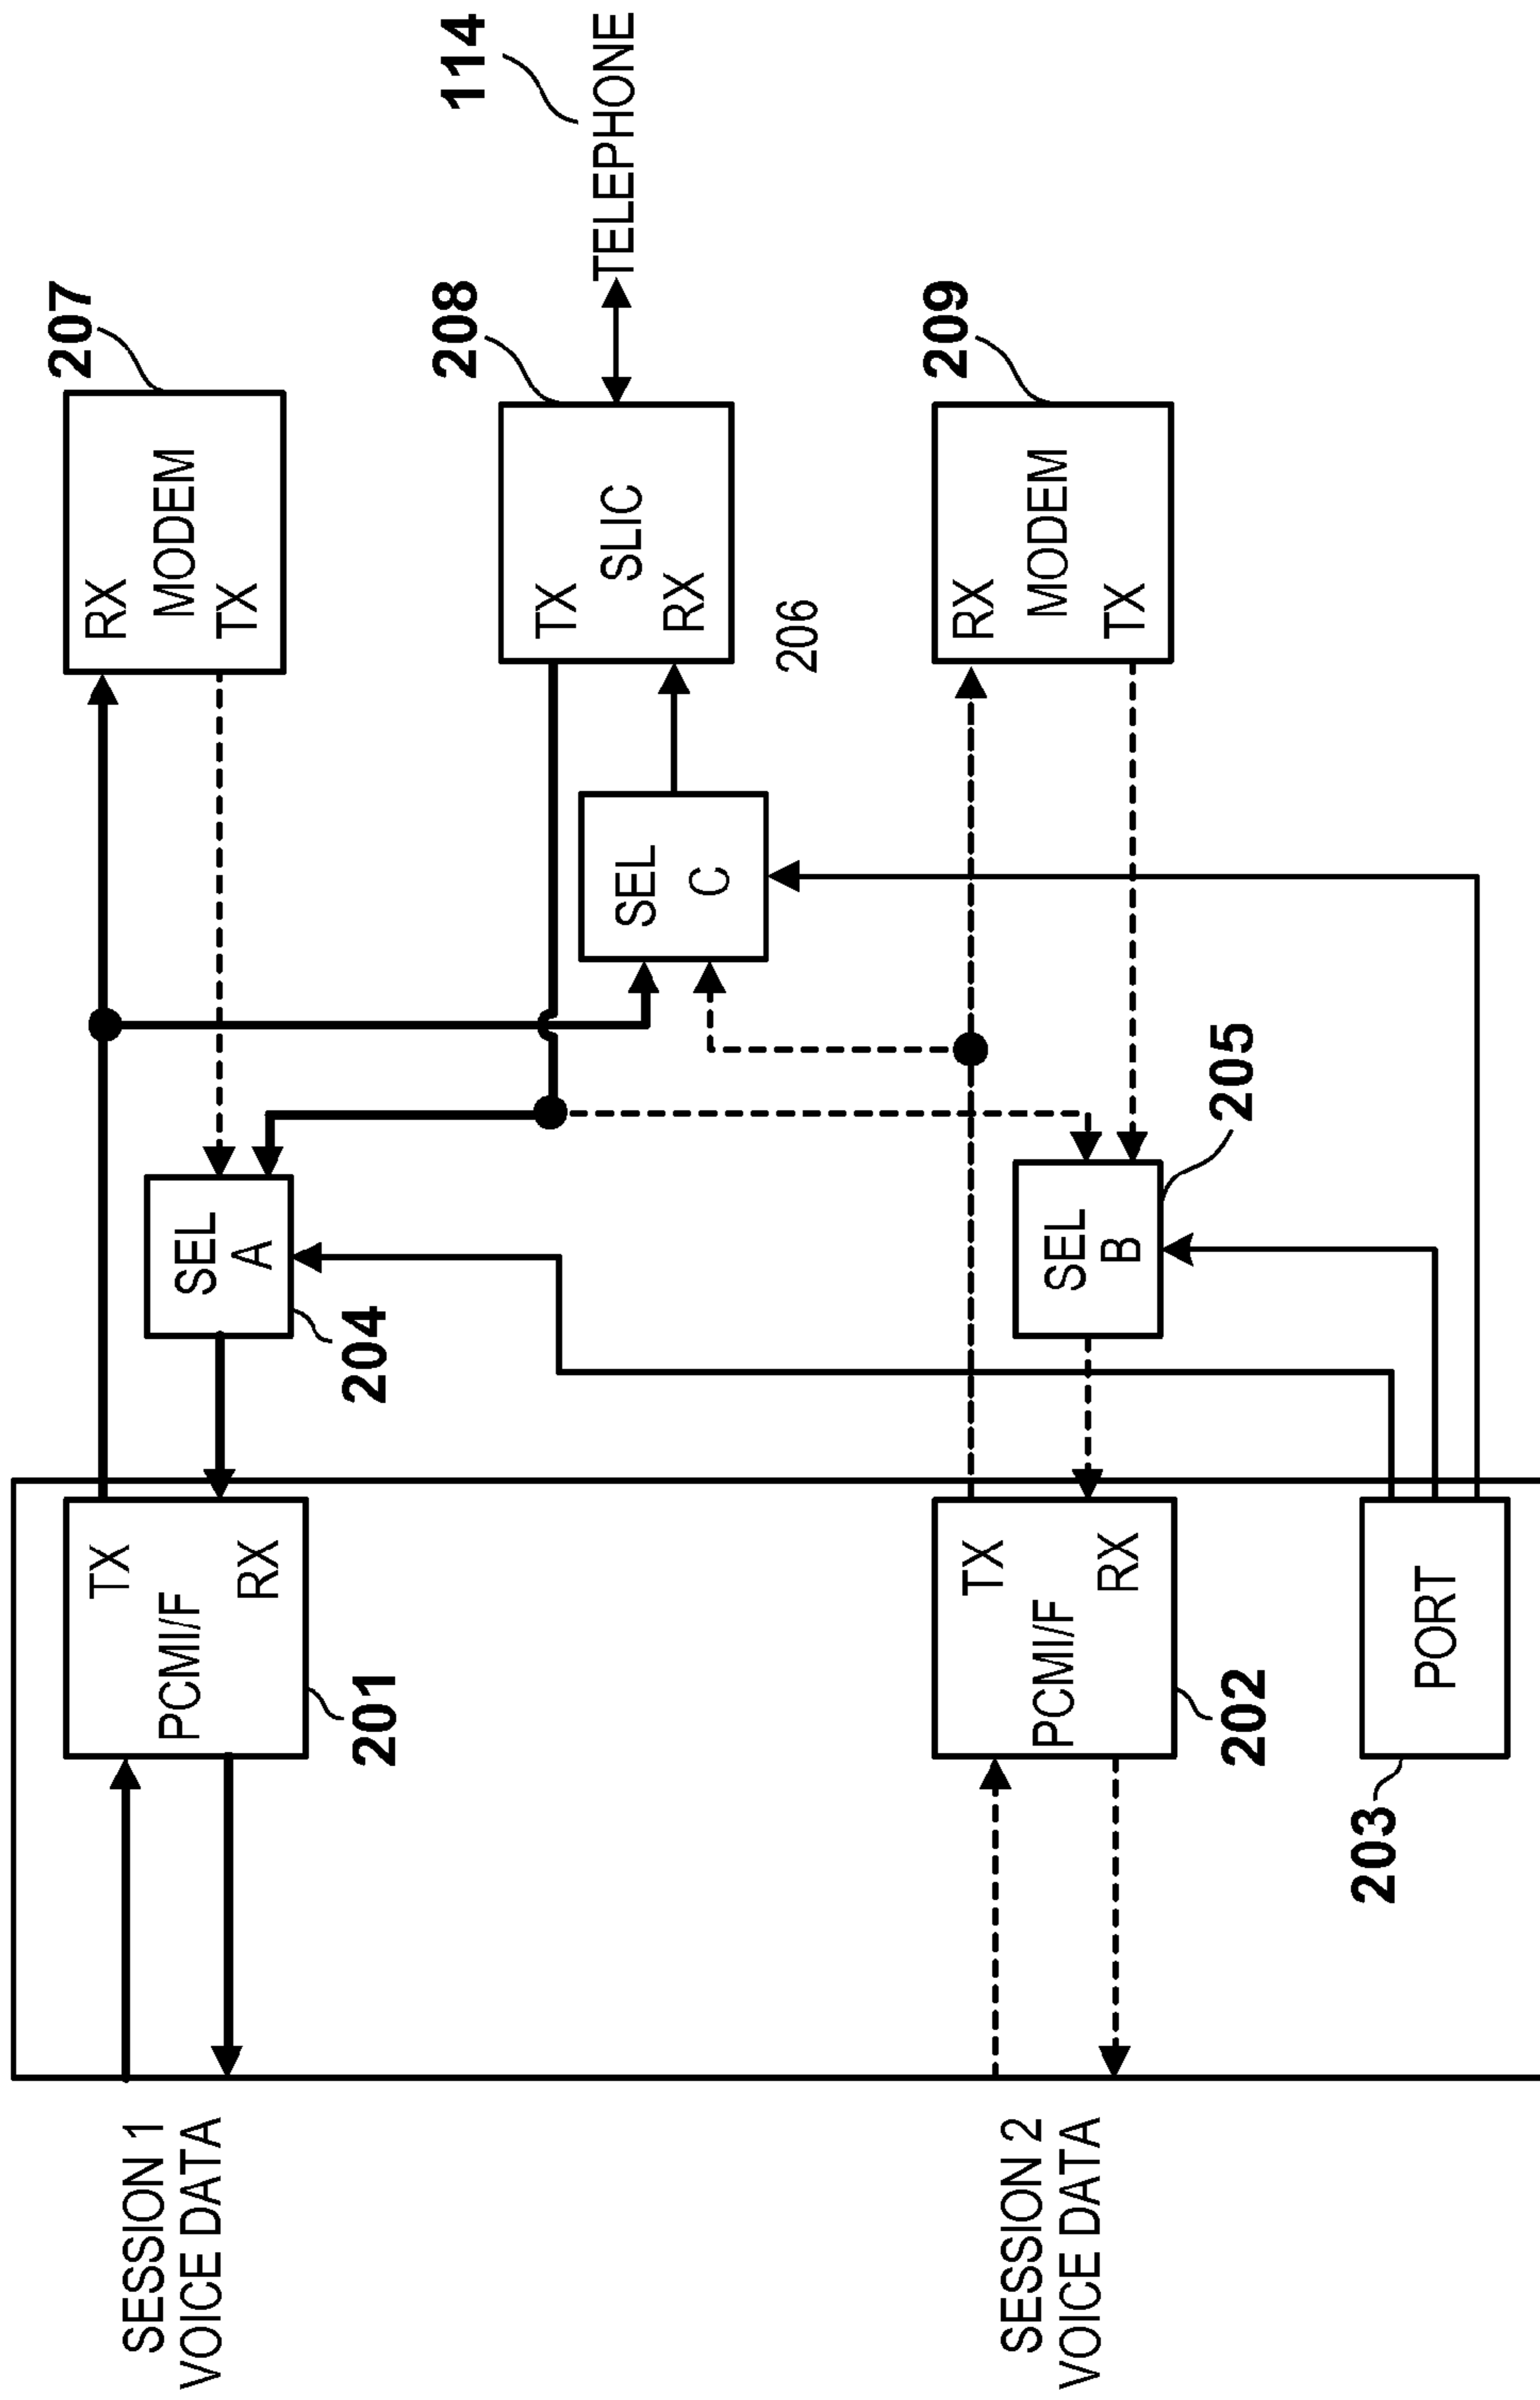 SESSION 1
VOICE DATA
TX
PCMI/F
RX
201
SEL
A
204
207
RX
MODEM
TX
208
TX
SLIC
RX
114
TELEPHONE
SEL
C
206
SESSION 2
VOICE DATA
TX
PCMI/F
RX
202
SEL
B
205
209
RX
MODEM
TX
203
PORT